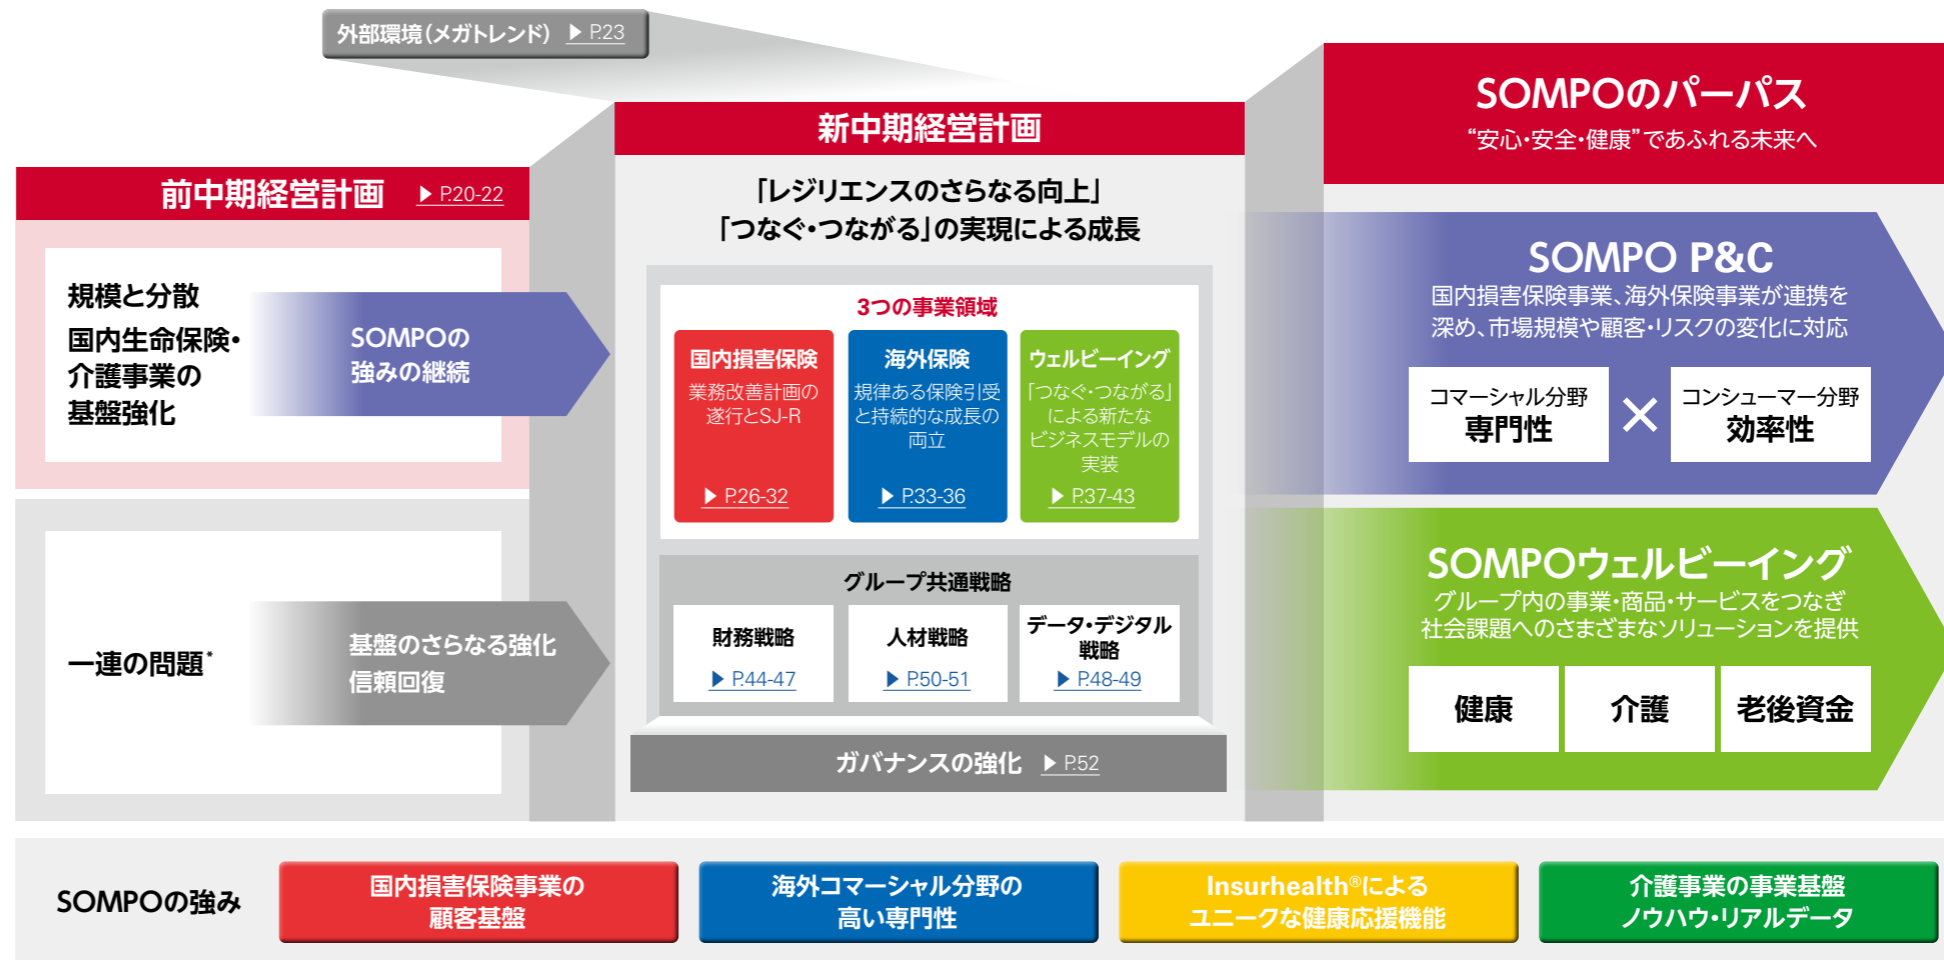 外部環境（メガトレンド） ▶ P.23
前中期経営計画 ▶ P.20-22
規模と分散
国内生命保険・
介護事業の
基盤強化
SOMPOの
強みの継続
一連の問題*
基盤のさらなる強化
信頼回復
新中期経営計画
「レジリエンスのさらなる向上」
「つなぐ・つながる」の実現による成長
3つの事業領域
国内損害保険
業務改善計画の
遂行とSJ-R
▶ P.26-32
海外保険
規律ある保険引受
と持続的な成長の
両立
▶ P.33-36
ウェルビーイング
「つなぐ・つながる」
による新たな
ビジネスモデルの
実装
▶ P.37-43
グループ共通戦略
財務戦略
▶ P.44-47
人材戦略
▶ P.50-51
データ・デジタル
戦略
▶ P.48-49
ガバナンスの強化 ▶ P.52
SOMPOのパーパス
“安心・安全・健康”であふれる未来へ
SOMPO P&C
国内損害保険事業、海外保険事業が連携を
深め、市場規模や顧客・リスクの変化に対応
コマーシャル分野
専門性
×
コンシューマー分野
効率性
SOMPOウェルビーイング
グループ内の事業・商品・サービスをつなぎ
社会課題へのさまざまなソリューションを提供
健康
介護
老後資金
SOMPOの強み
国内損害保険事業の
顧客基盤
海外コマーシャル分野の
高い専門性
Insurhealth®による
ユニークな健康応援機能
介護事業の事業基盤
ノウハウ・リアルデータ